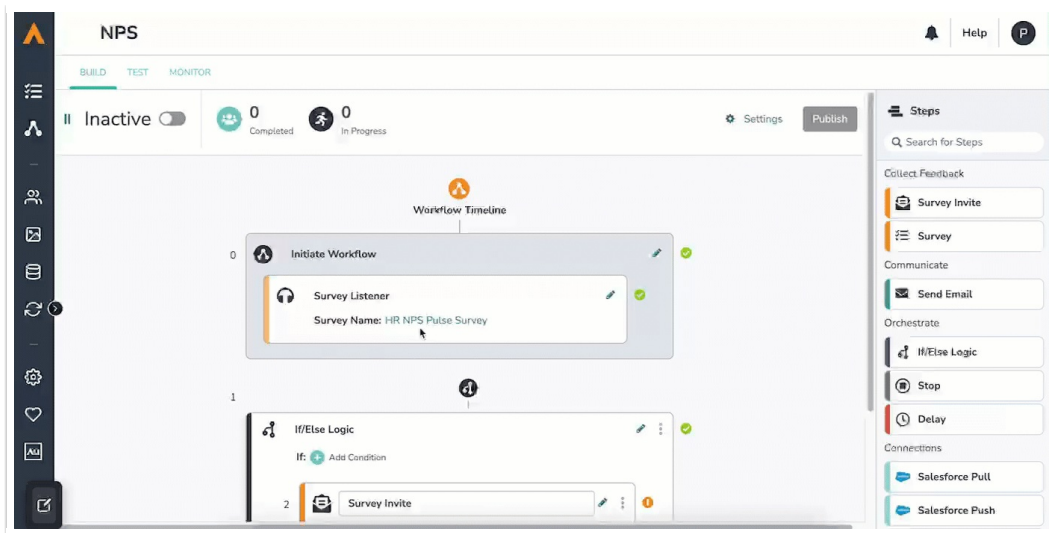 NPS
Help
P
BUILD TEST MONITOR
Inactive
0
Completed
0
In Progress
Settings
Publish
Steps
Search for Steps
Collect Feedback
Survey Invite
Survey
Communicate
Send Email
Orchestrate
If/Else Logic
Stop
Delay
Connections
Salesforce Pull
Salesforce Push
Workflow Timeline
0
Initiate Workflow
Survey Listener
Survey Name: HR NPS Pulse Survey
1
If/Else Logic
If: Add Condition
2
Survey Invite